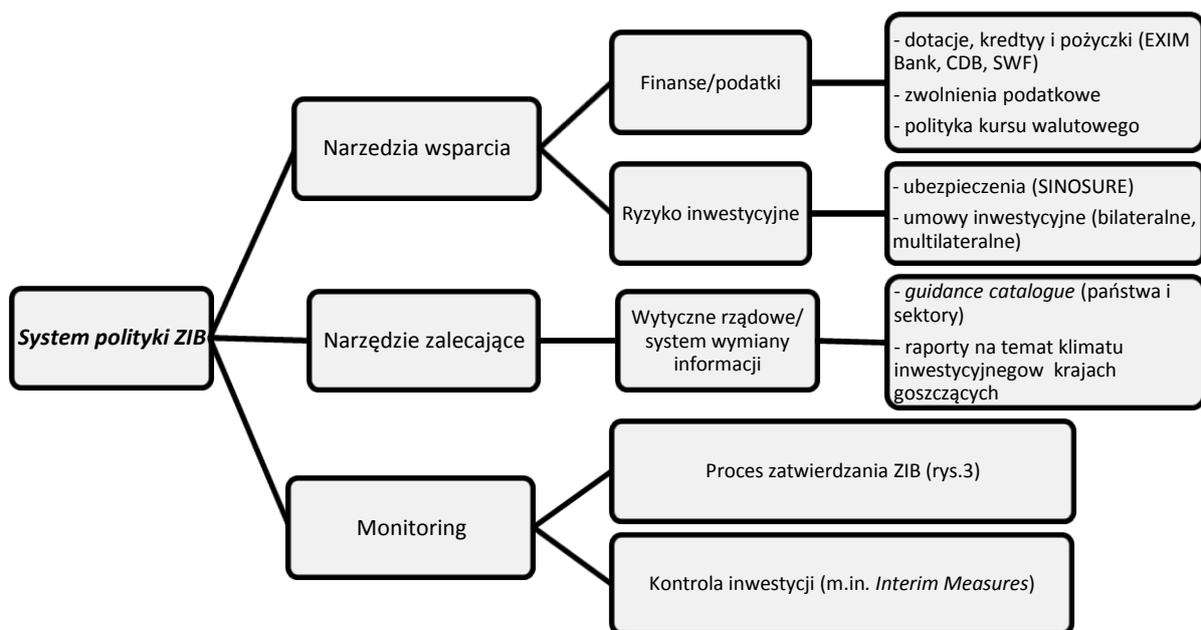 - dotacje, kredtyy i pożyczki (EXIM
Bank, CDB, SWF)
- zwolnienia podatkowe
- polityka kursu walutowego
Finanse/podatki
Narzedzia wsparcia
Ryzyko inwestycyjne
- ubezpieczenia (SINOSURE)
- umowy inwestycyjne (bilateralne,
multilateralne)
System polityki ZIB
Narzędzie zalecające
Wytyczne rządowe/
system wymiany
informacji
- guidance catalogue (państwa i
sektory)
- raporty na temat klimatu
inwestycyjnegow krajach
goszczących
Monitoring
Proces zatwierdzania ZIB (rys.3)
Kontrola inwestycji (m.in. Interim Measures)